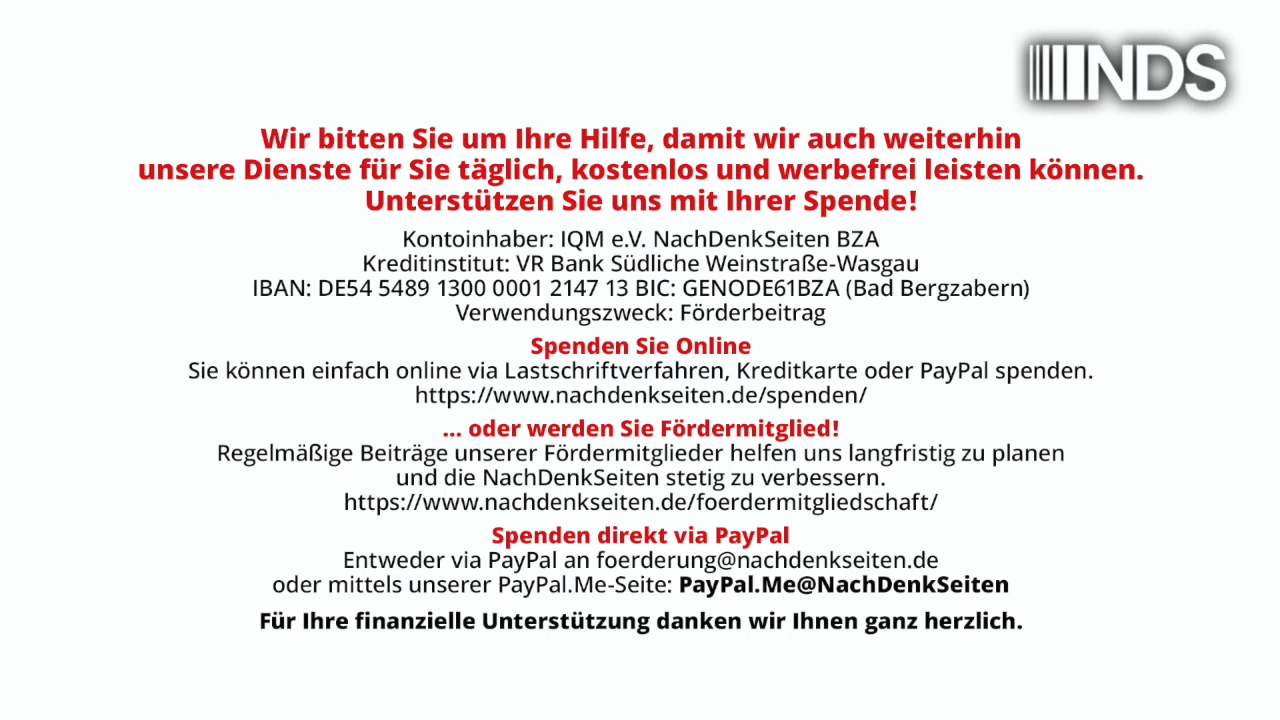 NDS
Wir bitten Sie um Ihre Hilfe, damit wir auch weiterhin
unsere Dienste für Sie täglich, kostenlos und werbefrei leisten können.
Unterstützen Sie uns mit Ihrer Spende!
Kontoinhaber: IQM e.V. NachDenkSeiten BZA
Kreditinstitut: VR Bank Südliche Weinstraße-Wasgau
IBAN: DE54 5489 1300 0001 2147 13 BIC: GENODE61BZA (Bad Bergzabern)
Verwendungszweck: Förderbeitrag
Spenden Sie Online
Sie können einfach online via Lastschriftverfahren, Kreditkarte oder PayPal spenden.
https://www.nachdenkseiten.de/spenden/
... oder werden Sie Fördermitglied!
Regelmäßige Beiträge unserer Fördermitglieder helfen uns langfristig zu planen
und die NachDenkSeiten stetig zu verbessern.
https://www.nachdenkseiten.de/foerdermitgliedschaft/
Spenden direkt via PayPal
Entweder via PayPal an foerderung@nachdenkseiten.de
oder mittels unserer PayPal.Me-Seite: PayPal.Me@NachDenkSeiten
Für Ihre finanzielle Unterstützung danken wir Ihnen ganz herzlich.